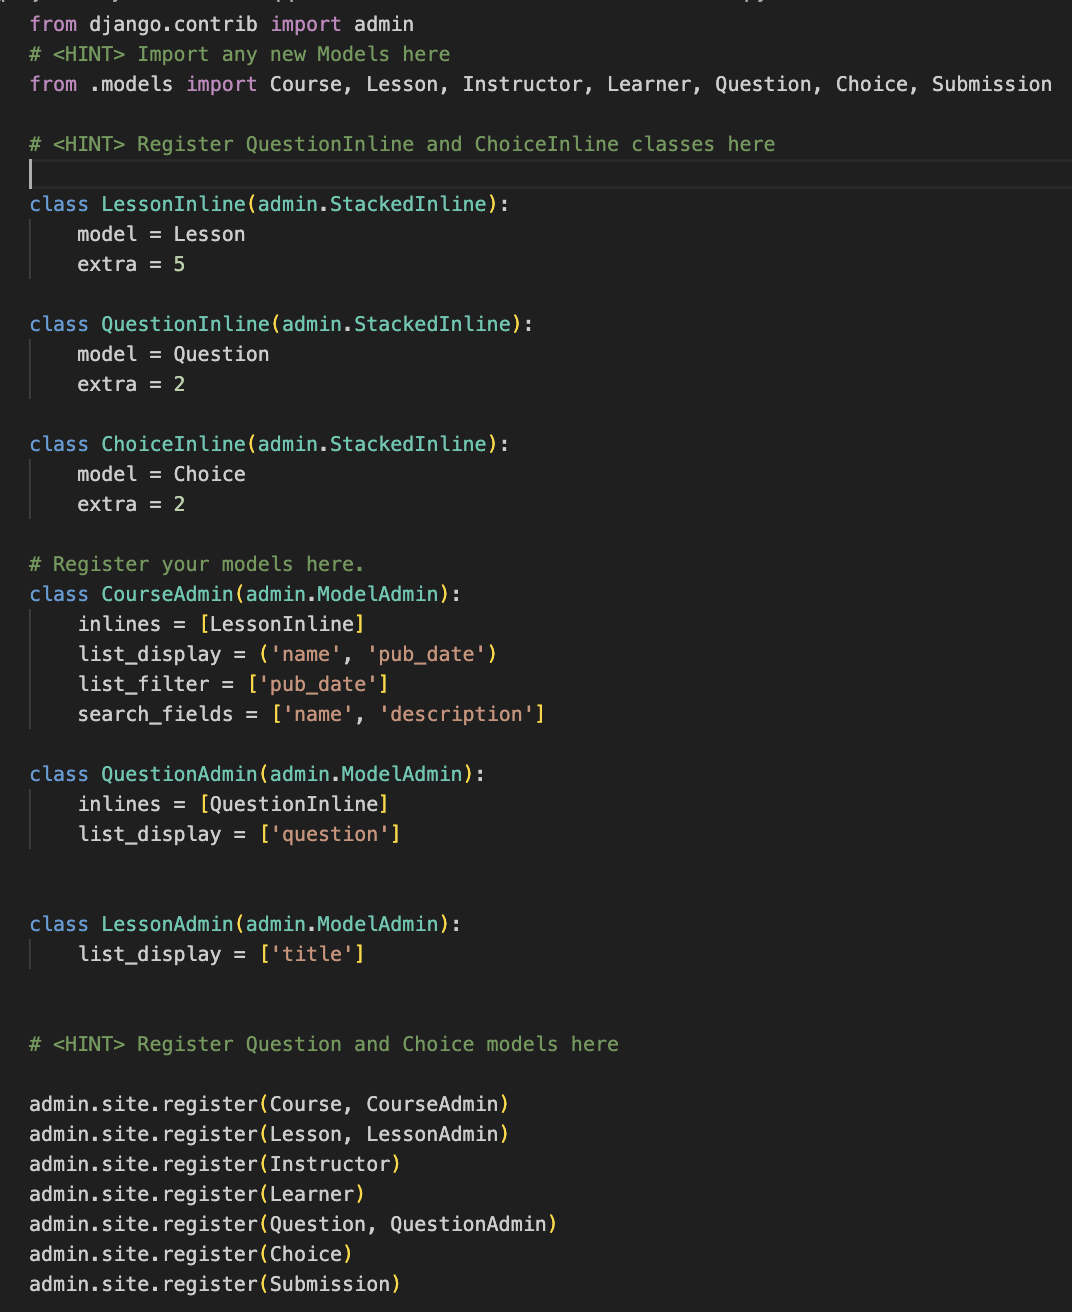 from django.contrib import admin
# <HINT> Import any new Models here
from .models import Course, Lesson, Instructor, Learner, Question, Choice, Submission
# <HINT> Register QuestionInline and ChoiceInline classes here
class LessonInline(admin.StackedInline):
    model = Lesson
    extra = 5
class QuestionInline(admin.StackedInline):
    model = Question
    extra = 2
class ChoiceInline(admin.StackedInline):
    model = Choice
    extra = 2
# Register your models here.
class CourseAdmin(admin.ModelAdmin):
    inlines = [LessonInline]
    list_display = ('name', 'pub_date')
    list_filter = ['pub_date']
    search_fields = ['name', 'description']
class QuestionAdmin(admin.ModelAdmin):
    inlines = [QuestionInline]
    list_display = ['question']
class LessonAdmin(admin.ModelAdmin):
    list_display = ['title']
# <HINT> Register Question and Choice models here
admin.site.register(Course, CourseAdmin)
admin.site.register(Lesson, LessonAdmin)
admin.site.register(Instructor)
admin.site.register(Learner)
admin.site.register(Question, QuestionAdmin)
admin.site.register(Choice)
admin.site.register(Submission)